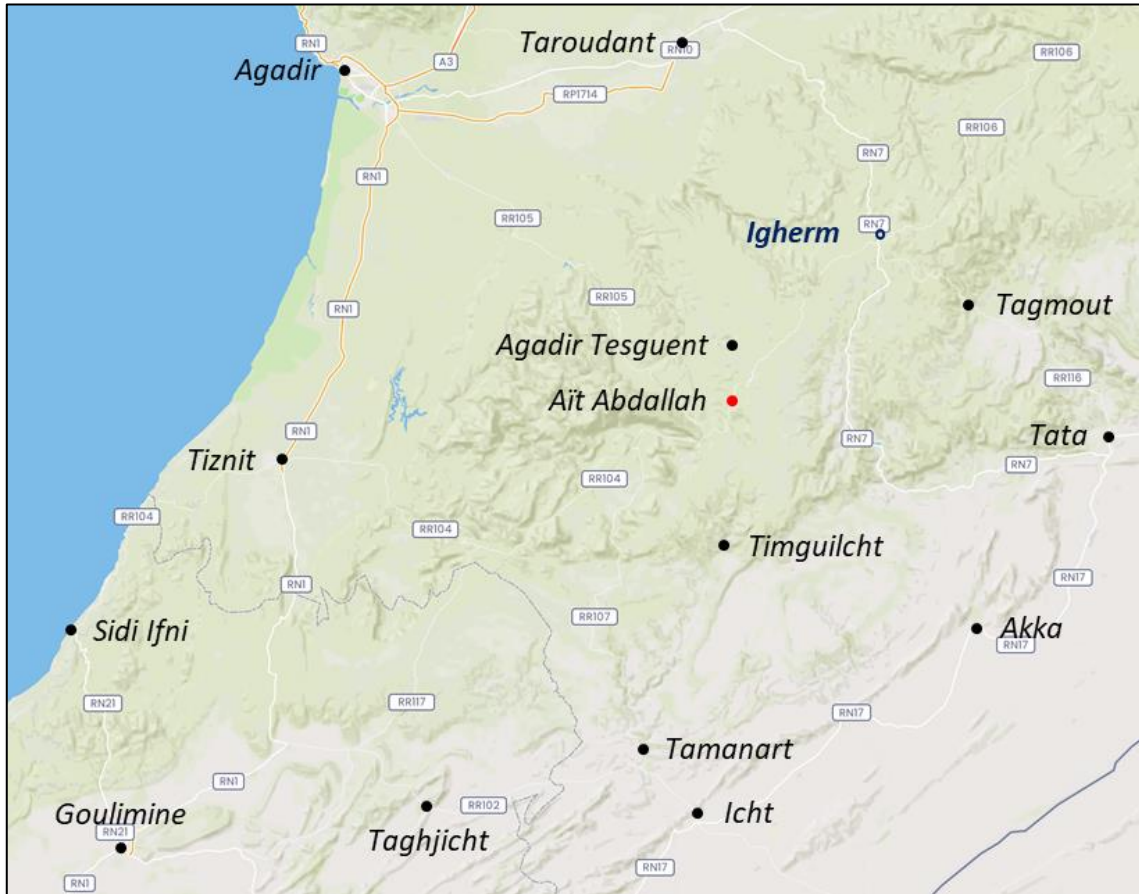 RN1
Taroudant
RN10
RR106
Agadir
A3
RP1714
RR106
RN7
RN1
RR105
Igherm
RN7
RR105
Tagmout
RN1
Agadir Tesguent
RR116
Aït Abdallah
RN1
Tata
RN7
Tiznit
RN7
RR104
RR104
RR104
Timguilcht
RN1
RN17
RR107
Sidi Ifni
Akka
RN17
RN21
RR117
RN17
Tamanart
RN1
RR102
Icht
Goulimine
RN21
Taghjicht
RN17
RN1